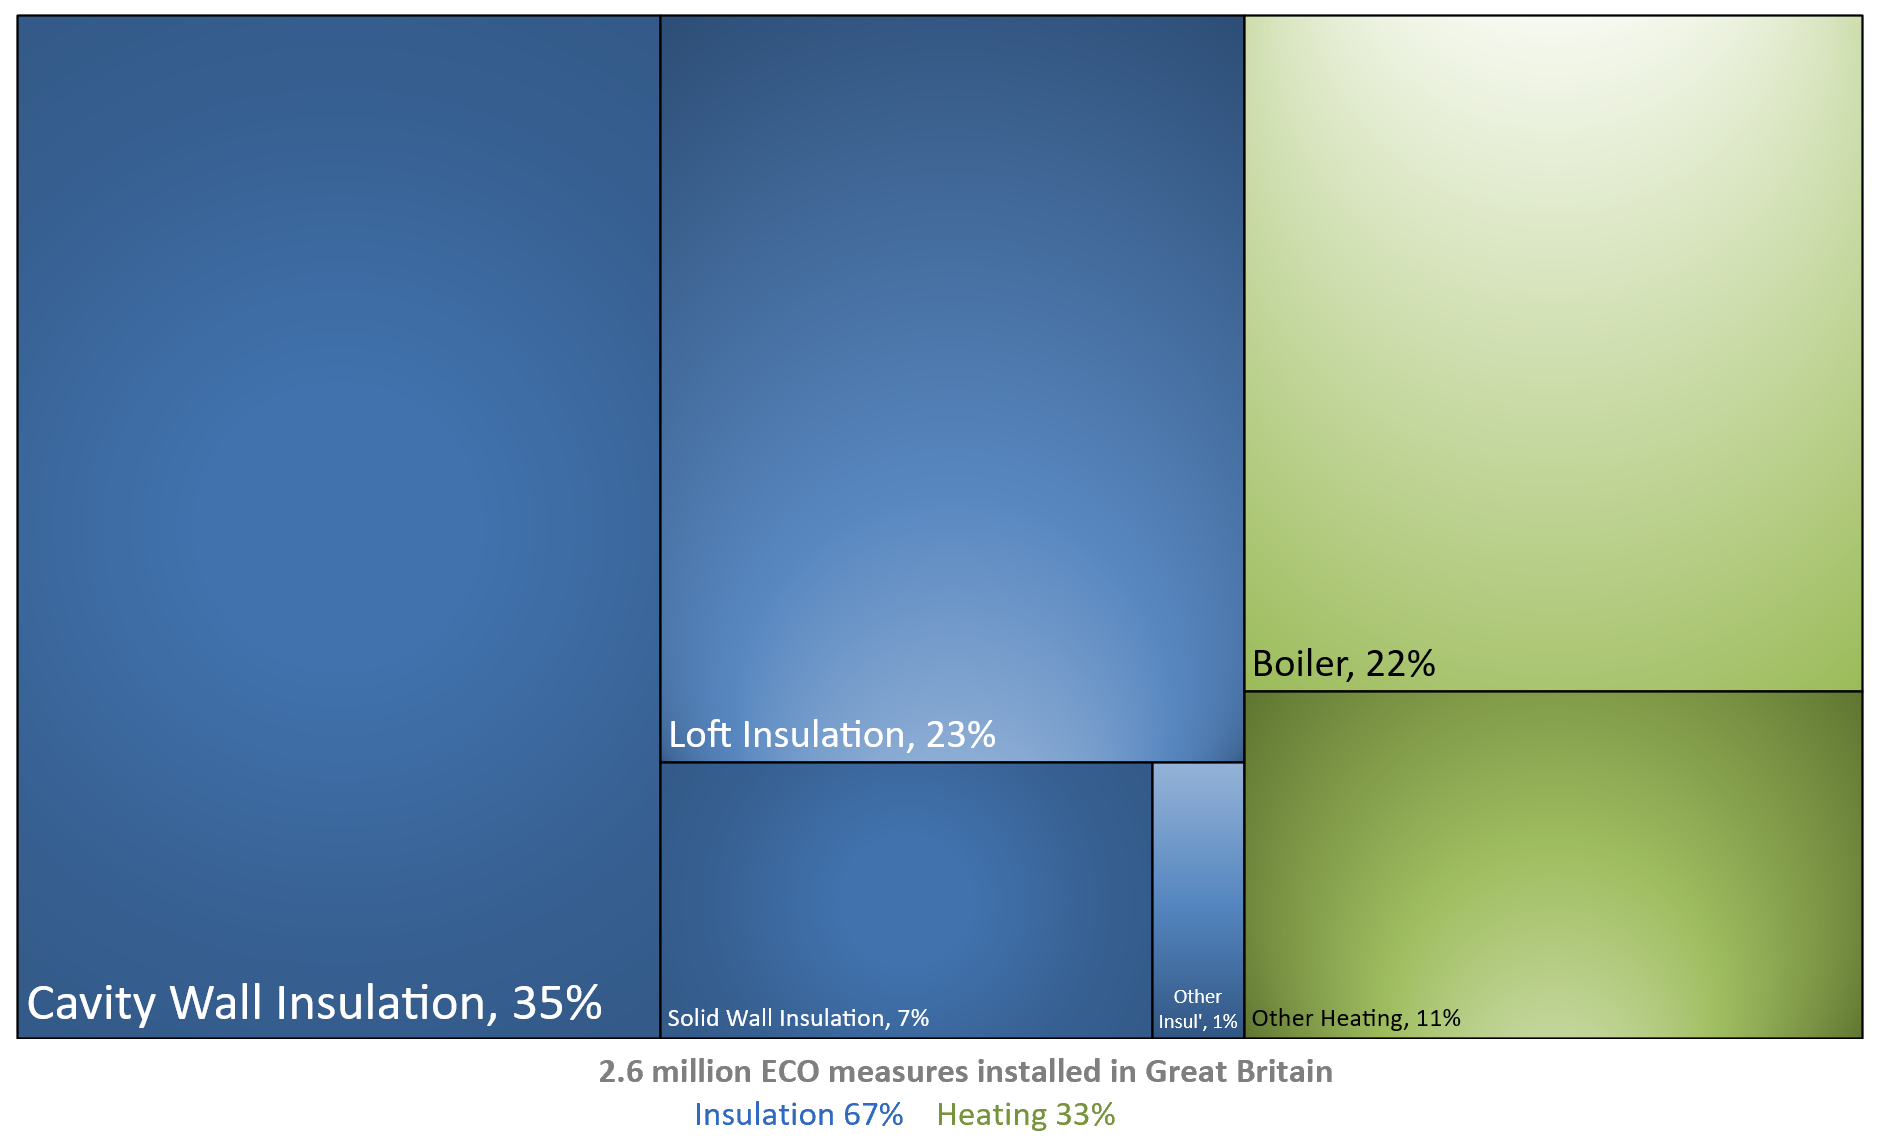 Cavity Wall Insulation, 35%
Loft Insulation, 23%
Solid Wall Insulation, 7%
Other
Insul', 1%
Boiler, 22%
Other Heating, 11%
2.6 million ECO measures installed in Great Britain
Insulation 67% Heating 33%